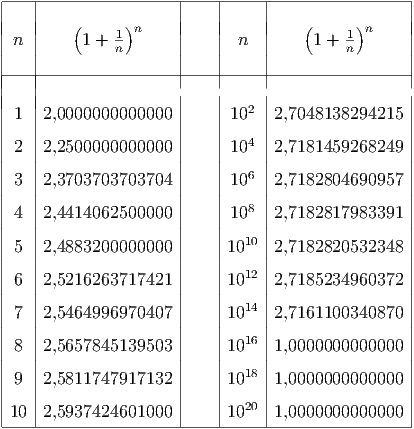 n (1 + 1/n)^n n (1 + 1/n)^n
1 2,0000000000000 10^2 2,7048138294215
2 2,2500000000000 10^4 2,7181459268249
3 2,3703703703704 10^6 2,7182804690957
4 2,4414062500000 10^8 2,7182817983391
5 2,4883200000000 10^10 2,7182820532348
6 2,5216263717421 10^12 2,7185234960372
7 2,5464996970407 10^14 2,7161100340870
8 2,5657845139503 10^16 1,0000000000000
9 2,5811747917132 10^18 1,0000000000000
10 2,5937424601000 10^20 1,0000000000000